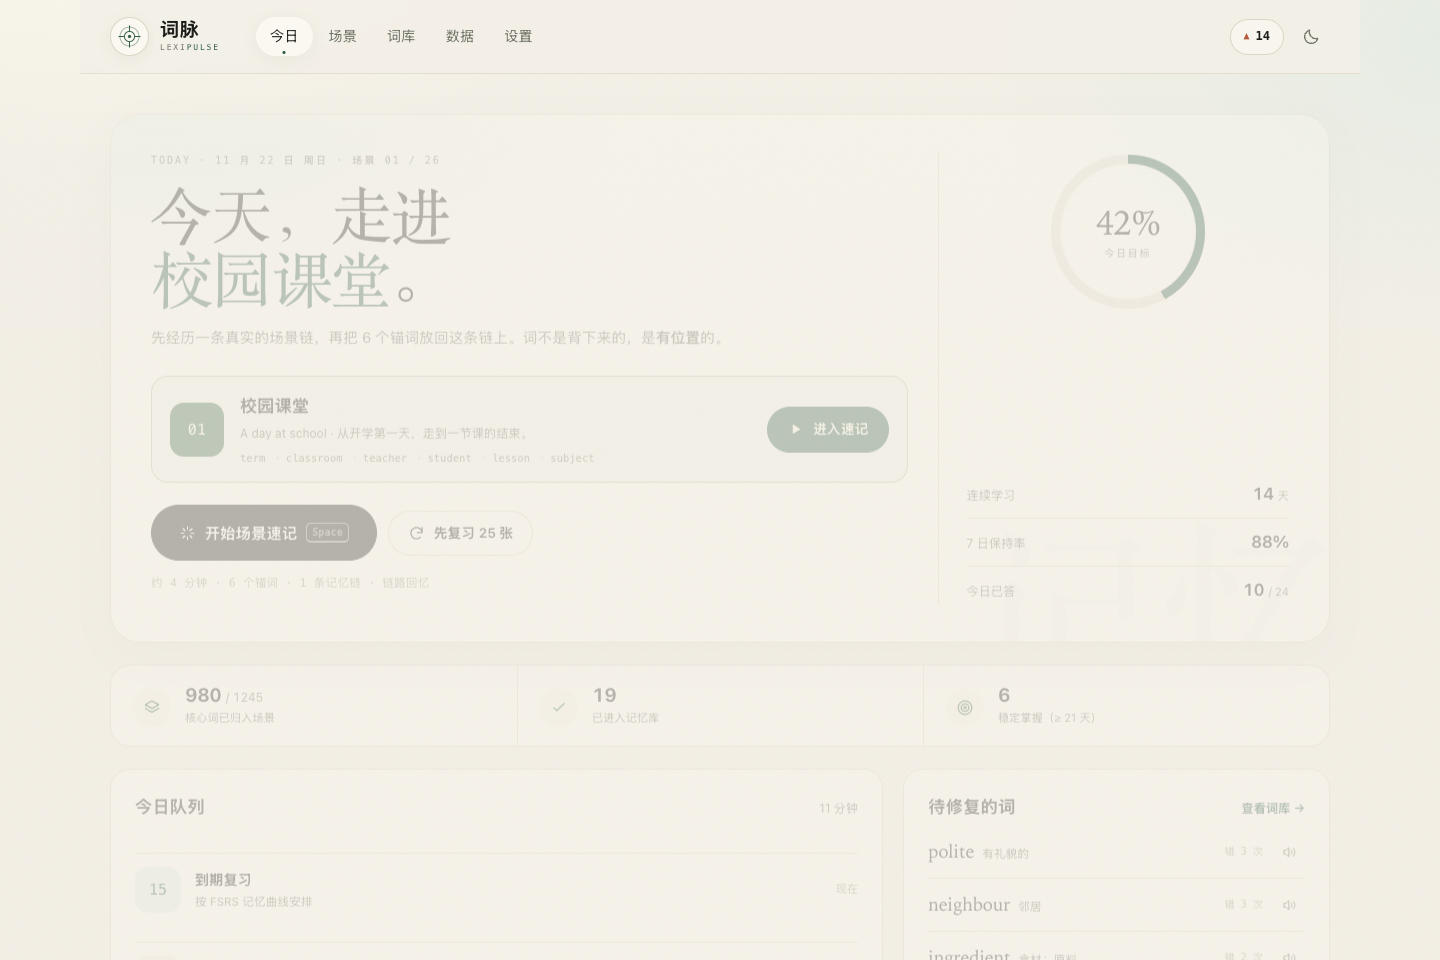 词脉
LEXIPULSE
今日
场景
词库
数据
设置
▲ 14
TODAY · 11 月 22 日 周日 · 场景 01 / 26
今天，走进
校园课堂。
先经历一条真实的场景链，再把 6 个锚词放回这条链上。词不是背下来的，是有位置的。
01
校园课堂
A day at school · 从开学第一天，走到一节课的结束。
term · classroom · teacher · student · lesson · subject
进入速记
开始场景速记 Space
先复习 25 张
约 4 分钟 · 6 个锚词 · 1 条记忆链 · 链路回忆
42%
今日目标
连续学习
14 天
7 日保持率
88%
今日已答
10 / 24
记忆
980 / 1245
核心词已归入场景
19
已进入记忆库
6
稳定掌握（≥ 21 天）
今日队列
11 分钟
15
到期复习
按 FSRS 记忆曲线安排
现在
待修复的词
查看词库 →
polite 有礼貌的
错 3 次
neighbour 邻居
错 3 次
ingredient 食材；原料
错 2 次